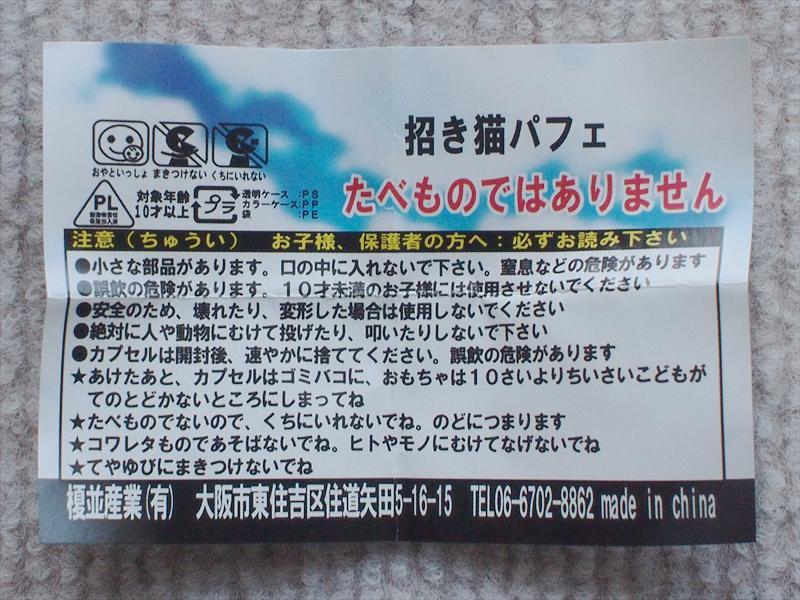 招き猫パフェ
たべものではありません
おやといっしょ まきつけない くちにいれない
PL
対象年齢
10才以上
プラ
透明ケース :PS
カラーケース:PP
袋 :PE
注意(ちゅうい) お子様、保護者の方へ:必ずお読み下さい
●小さな部品があります。口の中に入れないで下さい。窒息などの危険があります
●誤飲の危険があります。10才未満のお子様には使用させないでください
●安全のため、壊れたり、変形した場合は使用しないでください
●絶対に人や動物にむけて投げたり、叩いたりしないで下さい
●カプセルは開封後、速やかに捨ててください。誤飲の危険があります
★あけたあと、カプセルはゴミバコに、おもちゃは10さいよりちいさいこどもが
てのとどかないところにしまってね
★たべものでないので、くちにいれないでね。のどにつまります
★コワレタものであそばないでね。ヒトやモノにむけてなげないでね
★てやゆびにまきつけないでね
榎並産業(有) 大阪市東住吉区住道矢田5-16-15 TEL06-6702-8862 made in china